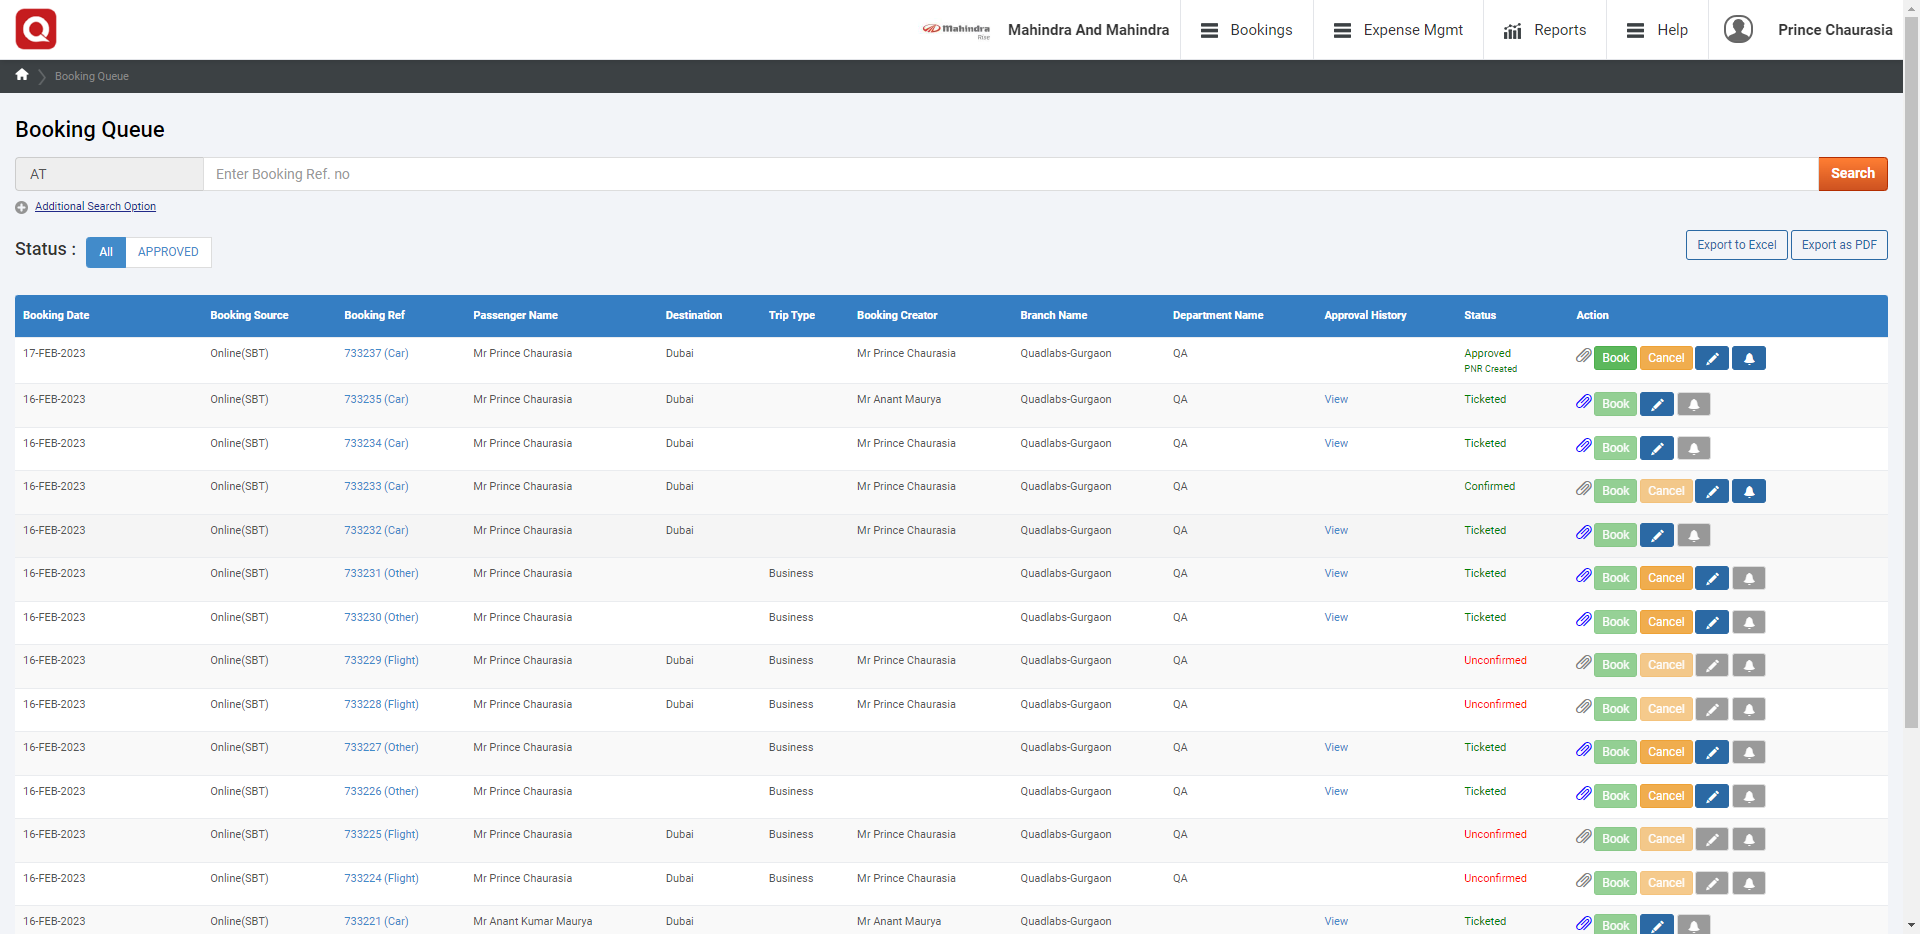 Q
Mahindra Rise Mahindra And Mahindra Bookings Expense Mgmt Reports Help Prince Chaurasia
Booking Queue
Booking Queue
AT Enter Booking Ref. no Search
Additional Search Option
Status : All APPROVED Export to Excel Export as PDF
Booking Date Booking Source Booking Ref Passenger Name Destination Trip Type Booking Creator Branch Name Department Name Approval History Status Action
17-FEB-2023 Online(SBT) 733237 (Car) Mr Prince Chaurasia Dubai Mr Prince Chaurasia Quadlabs-Gurgaon QA Approved Book Cancel
PNR Created
16-FEB-2023 Online(SBT) 733235 (Car) Mr Prince Chaurasia Dubai Mr Anant Maurya Quadlabs-Gurgaon QA View Ticketed Book
16-FEB-2023 Online(SBT) 733234 (Car) Mr Prince Chaurasia Dubai Mr Prince Chaurasia Quadlabs-Gurgaon QA View Ticketed Book
16-FEB-2023 Online(SBT) 733233 (Car) Mr Prince Chaurasia Dubai Mr Prince Chaurasia Quadlabs-Gurgaon QA Confirmed Book Cancel
16-FEB-2023 Online(SBT) 733232 (Car) Mr Prince Chaurasia Dubai Mr Prince Chaurasia Quadlabs-Gurgaon QA View Ticketed Book
16-FEB-2023 Online(SBT) 733231 (Other) Mr Prince Chaurasia Business Quadlabs-Gurgaon QA View Ticketed Book Cancel
16-FEB-2023 Online(SBT) 733230 (Other) Mr Prince Chaurasia Business Quadlabs-Gurgaon QA View Ticketed Book Cancel
16-FEB-2023 Online(SBT) 733229 (Flight) Mr Prince Chaurasia Dubai Business Mr Prince Chaurasia Quadlabs-Gurgaon QA Unconfirmed Book Cancel
16-FEB-2023 Online(SBT) 733228 (Flight) Mr Prince Chaurasia Dubai Business Mr Prince Chaurasia Quadlabs-Gurgaon QA Unconfirmed Book Cancel
16-FEB-2023 Online(SBT) 733227 (Other) Mr Prince Chaurasia Business Quadlabs-Gurgaon QA View Ticketed Book Cancel
16-FEB-2023 Online(SBT) 733226 (Other) Mr Prince Chaurasia Business Quadlabs-Gurgaon QA View Ticketed Book Cancel
16-FEB-2023 Online(SBT) 733225 (Flight) Mr Prince Chaurasia Dubai Business Mr Prince Chaurasia Quadlabs-Gurgaon QA Unconfirmed Book Cancel
16-FEB-2023 Online(SBT) 733224 (Flight) Mr Prince Chaurasia Dubai Business Mr Prince Chaurasia Quadlabs-Gurgaon QA Unconfirmed Book Cancel
16-FEB-2023 Online(SBT) 733221 (Car) Mr Anant Kumar Maurya Dubai Mr Anant Maurya Quadlabs-Gurgaon View Ticketed Book